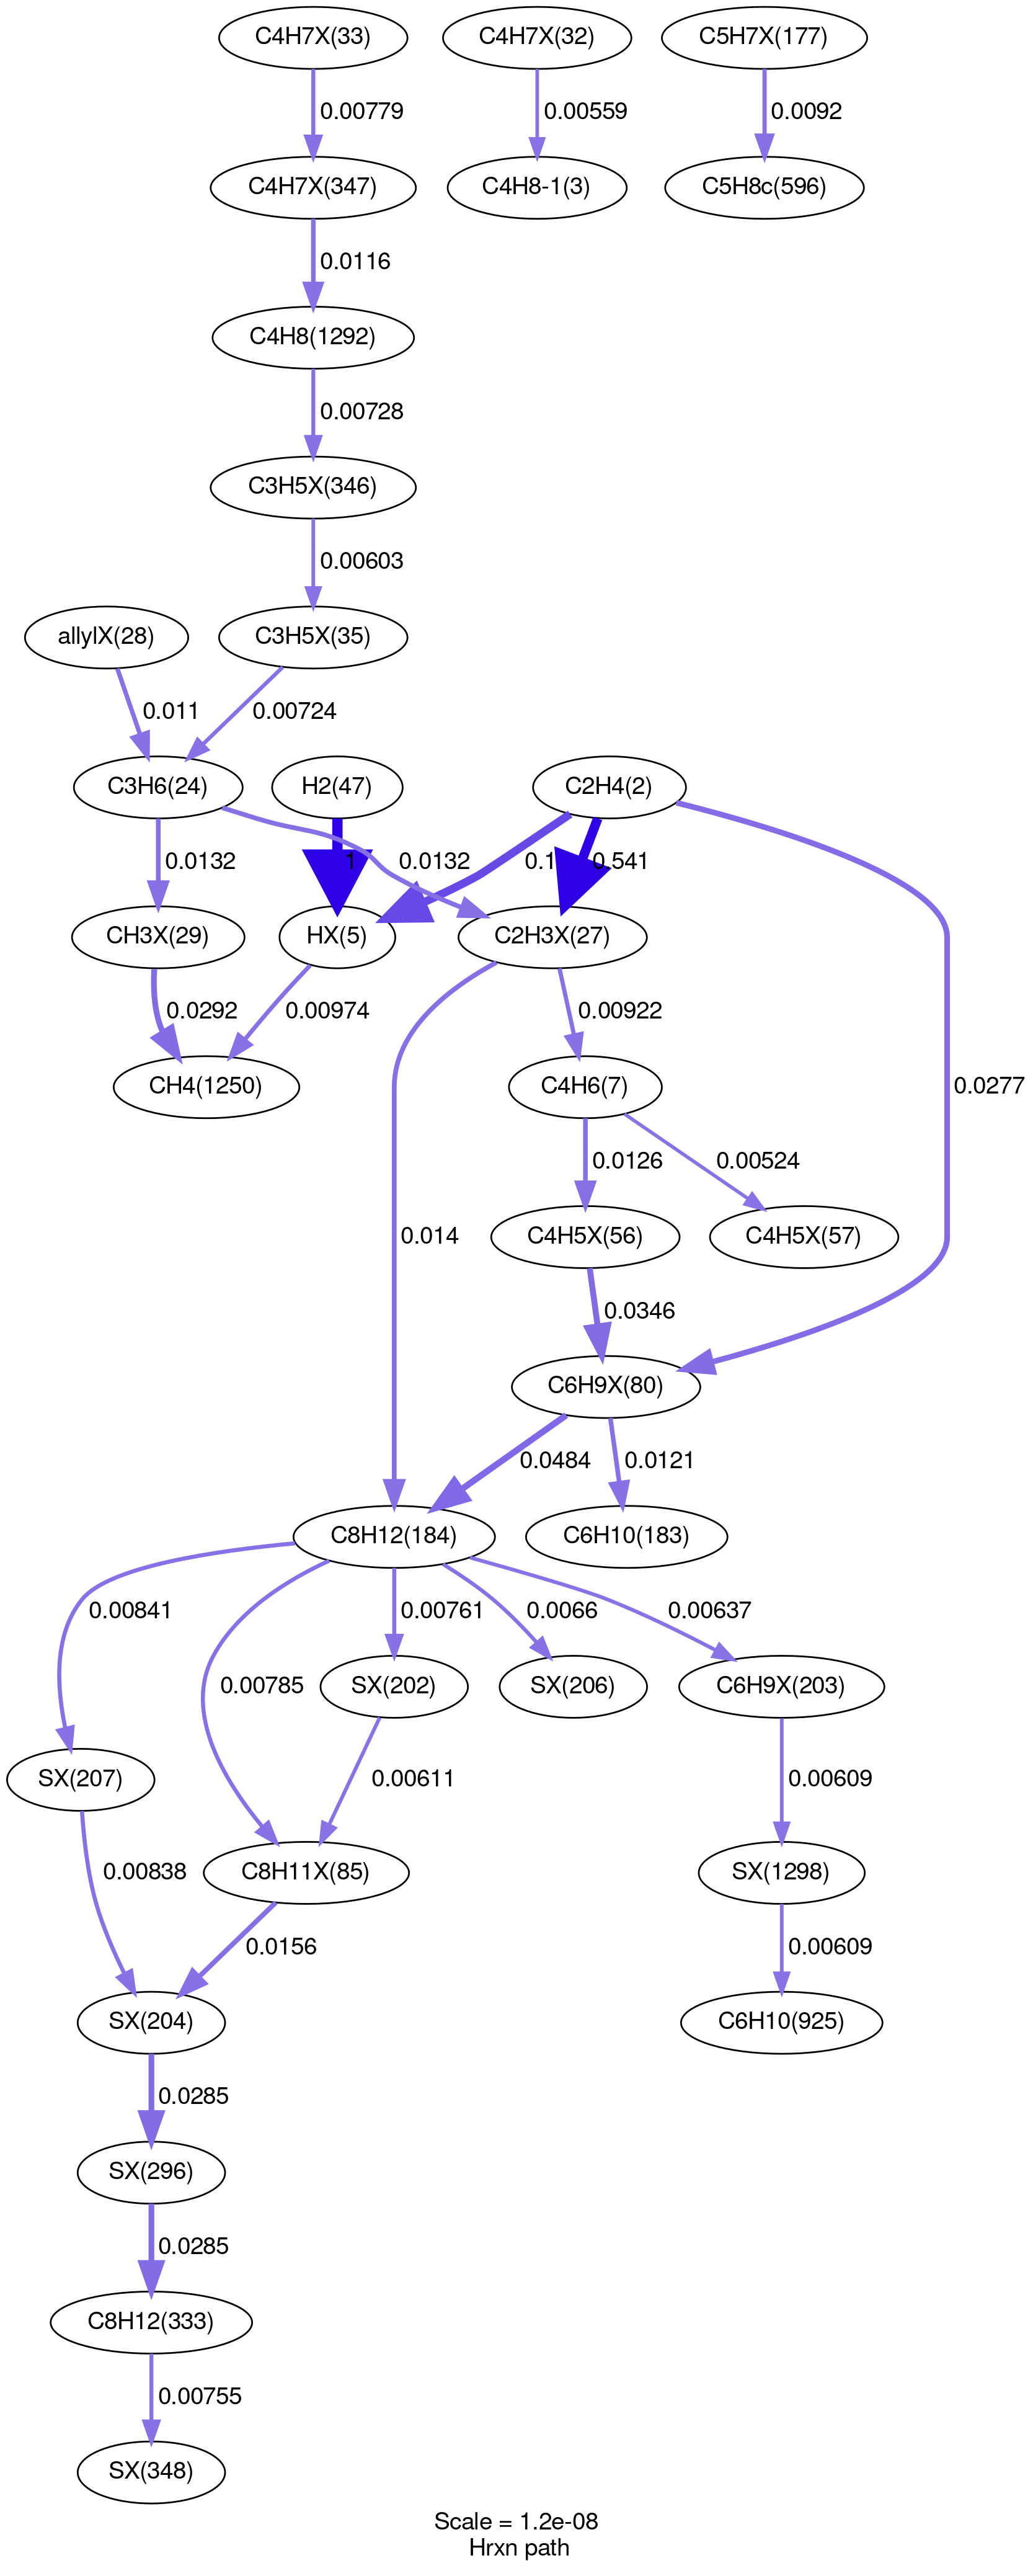 C4H7X(33)
C4H7X(32)
C5H7X(177)
0.00779
0.00559
0.0092
C4H7X(347)
C4H8-1(3)
C5H8c(596)
0.0116
C4H8(1292)
0.00728
C3H5X(346)
0.00603
allylX(28)
C3H5X(35)
0.011
0.00724
C3H6(24)
H2(47)
C2H4(2)
0.0132
1
0.0132
0.1
0.541
CH3X(29)
HX(5)
C2H3X(27)
0.0292
0.00974
0.00922
CH4(1250)
C4H6(7)
0.0277
0.0126
0.00524
0.014
C4H5X(56)
C4H5X(57)
0.0346
C6H9X(80)
0.0484
0.0121
C8H12(184)
C6H10(183)
0.00841
0.00785
0.00761
0.0066
0.00637
SX(202)
SX(206)
C6H9X(203)
SX(207)
0.00611
0.00609
0.00838
C8H11X(85)
SX(1298)
0.0156
0.00609
SX(204)
C6H10(925)
0.0285
SX(296)
0.0285
C8H12(333)
0.00755
SX(348)
Scale = 1.2e-08
Hrxn path